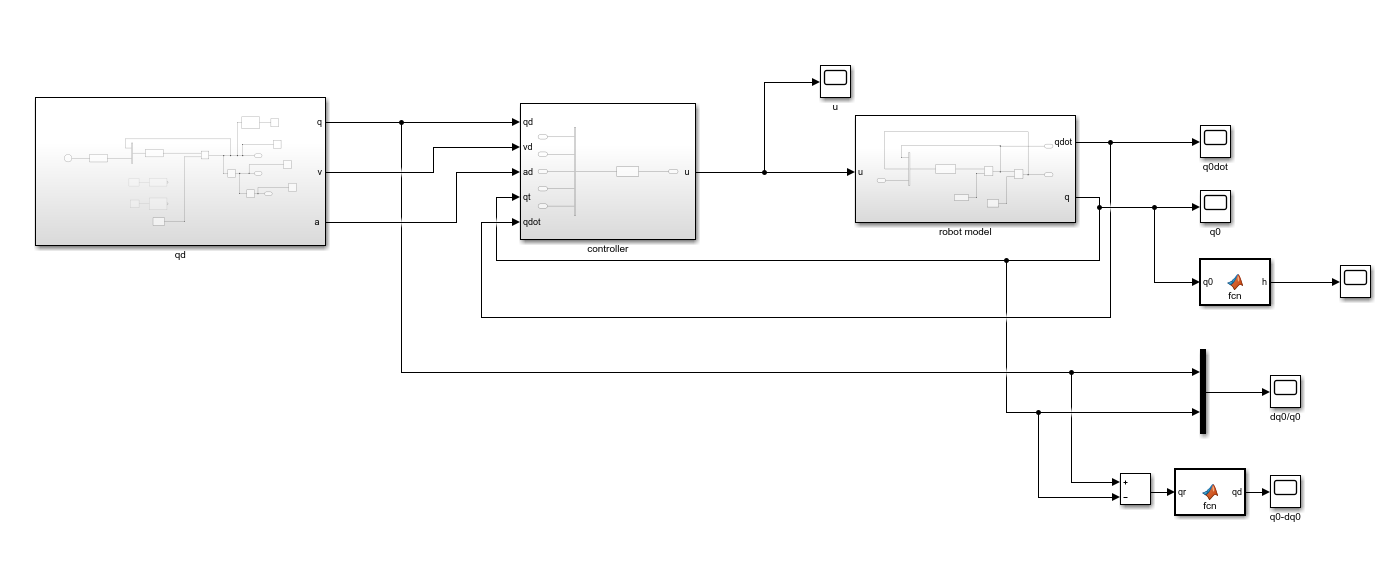 u
q
v
a
qd
qd
vd
ad
qt
qdot
u
controller
u
qdot
q
robot model
q0dot
q0
q0
h
fcn
dq0/q0
+
−
qr
qd
fcn
q0-dq0